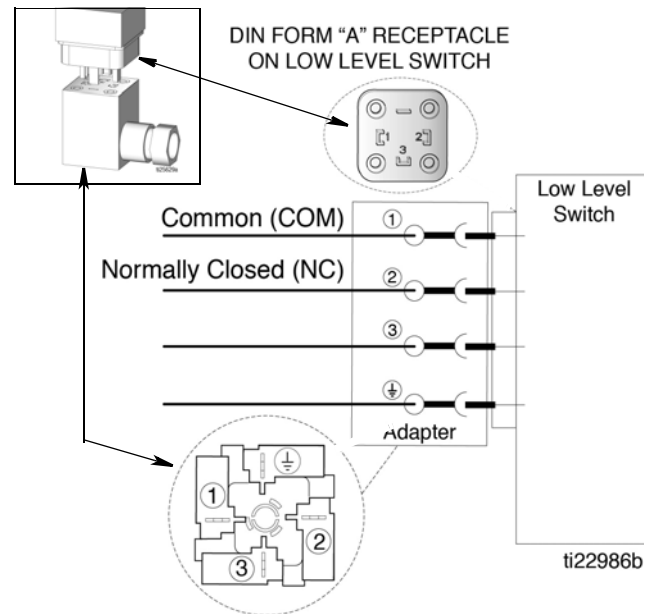 DIN FORM “A” RECEPTACLE
ON LOW LEVEL SWITCH
1
2
3
Low Level
Switch
Common (COM)
1
Normally Closed (NC)
2
3
Adapter
1
2
3
ti22986b